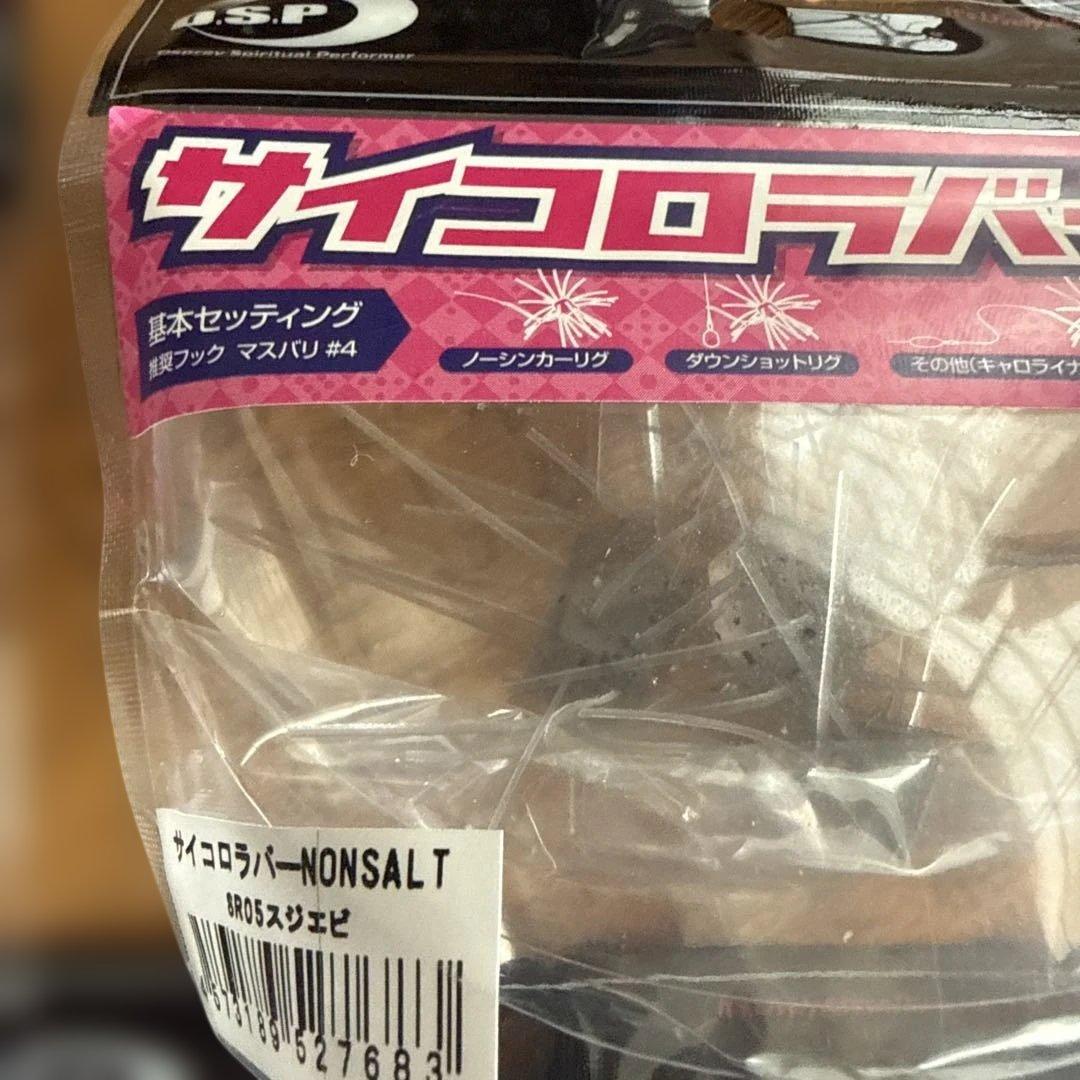 O.S.P
Osprey Spiritual Performer
サイコロラバー
基本セッティング
推奨フック マスバリ #4
ノーシンカーリグ
ダウンショットリグ
その他(キャロライナ
サイコロラバーNONSALT
SR05スジエビ
4573189527683